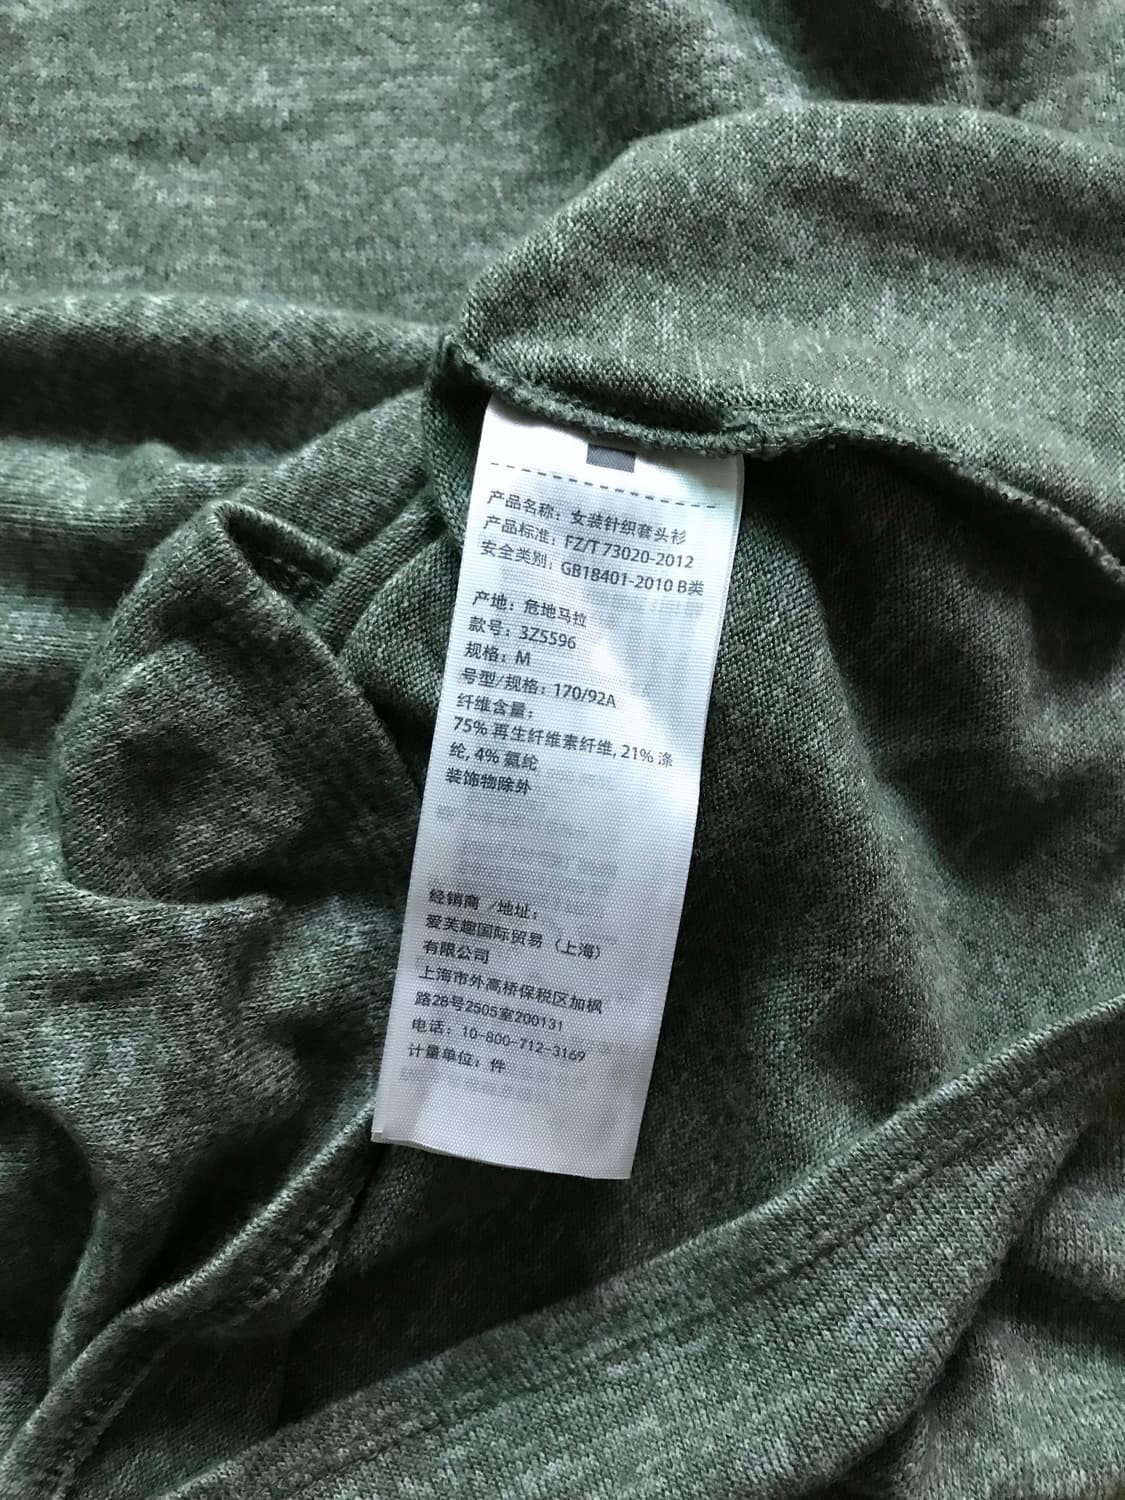 产品名称：女装针织套头衫
产品标准：FZ/T 73020-2012
安全类别：GB18401-2010 B类
产地：危地马拉
款号：3Z5596
规格：M
号型/规格：170/92A
纤维含量：
75% 再生纤维素纤维, 21% 涤
纶, 4% 氨纶
装饰物除外
经销商 /地址：
爱芙趣国际贸易（上海）
有限公司
上海市外高桥保税区加枫
路28号2505室200131
电话：10-800-712-3169
计量单位：件